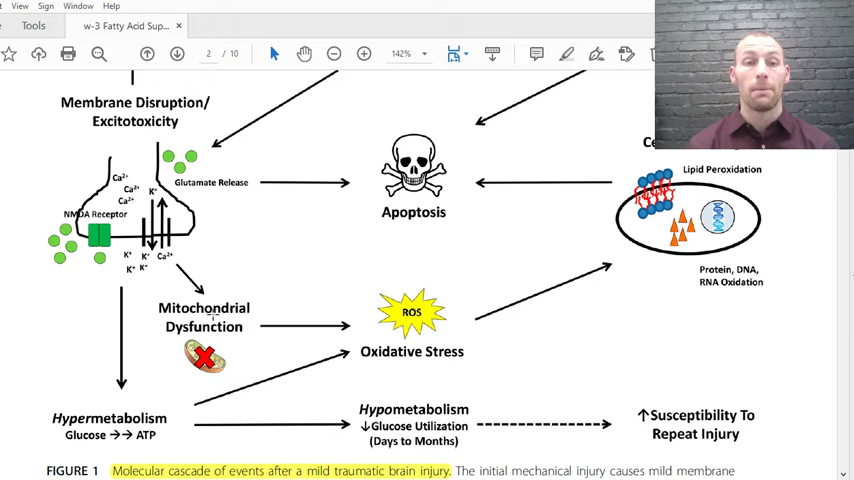 View Sign Window Help
Tools w-3 Fatty Acid Sup... ×
2 / 10 142%
Membrane Disruption/
Excitotoxicity
Lipid Peroxidation
Ca²⁺
Ca²⁺
Ca²⁺
K⁺
Glutamate Release
Apoptosis
NMDA Receptor
K⁺ K⁺ Ca²⁺
K⁺ K⁺
Protein, DNA,
RNA Oxidation
Mitochondrial
Dysfunction
ROS
Oxidative Stress
Hypermetabolism
Glucose →→ ATP
Hypometabolism
↓Glucose Utilization
(Days to Months)
↑Susceptibility To
Repeat Injury
FIGURE 1 Molecular cascade of events after a mild traumatic brain injury. The initial mechanical injury causes mild membrane